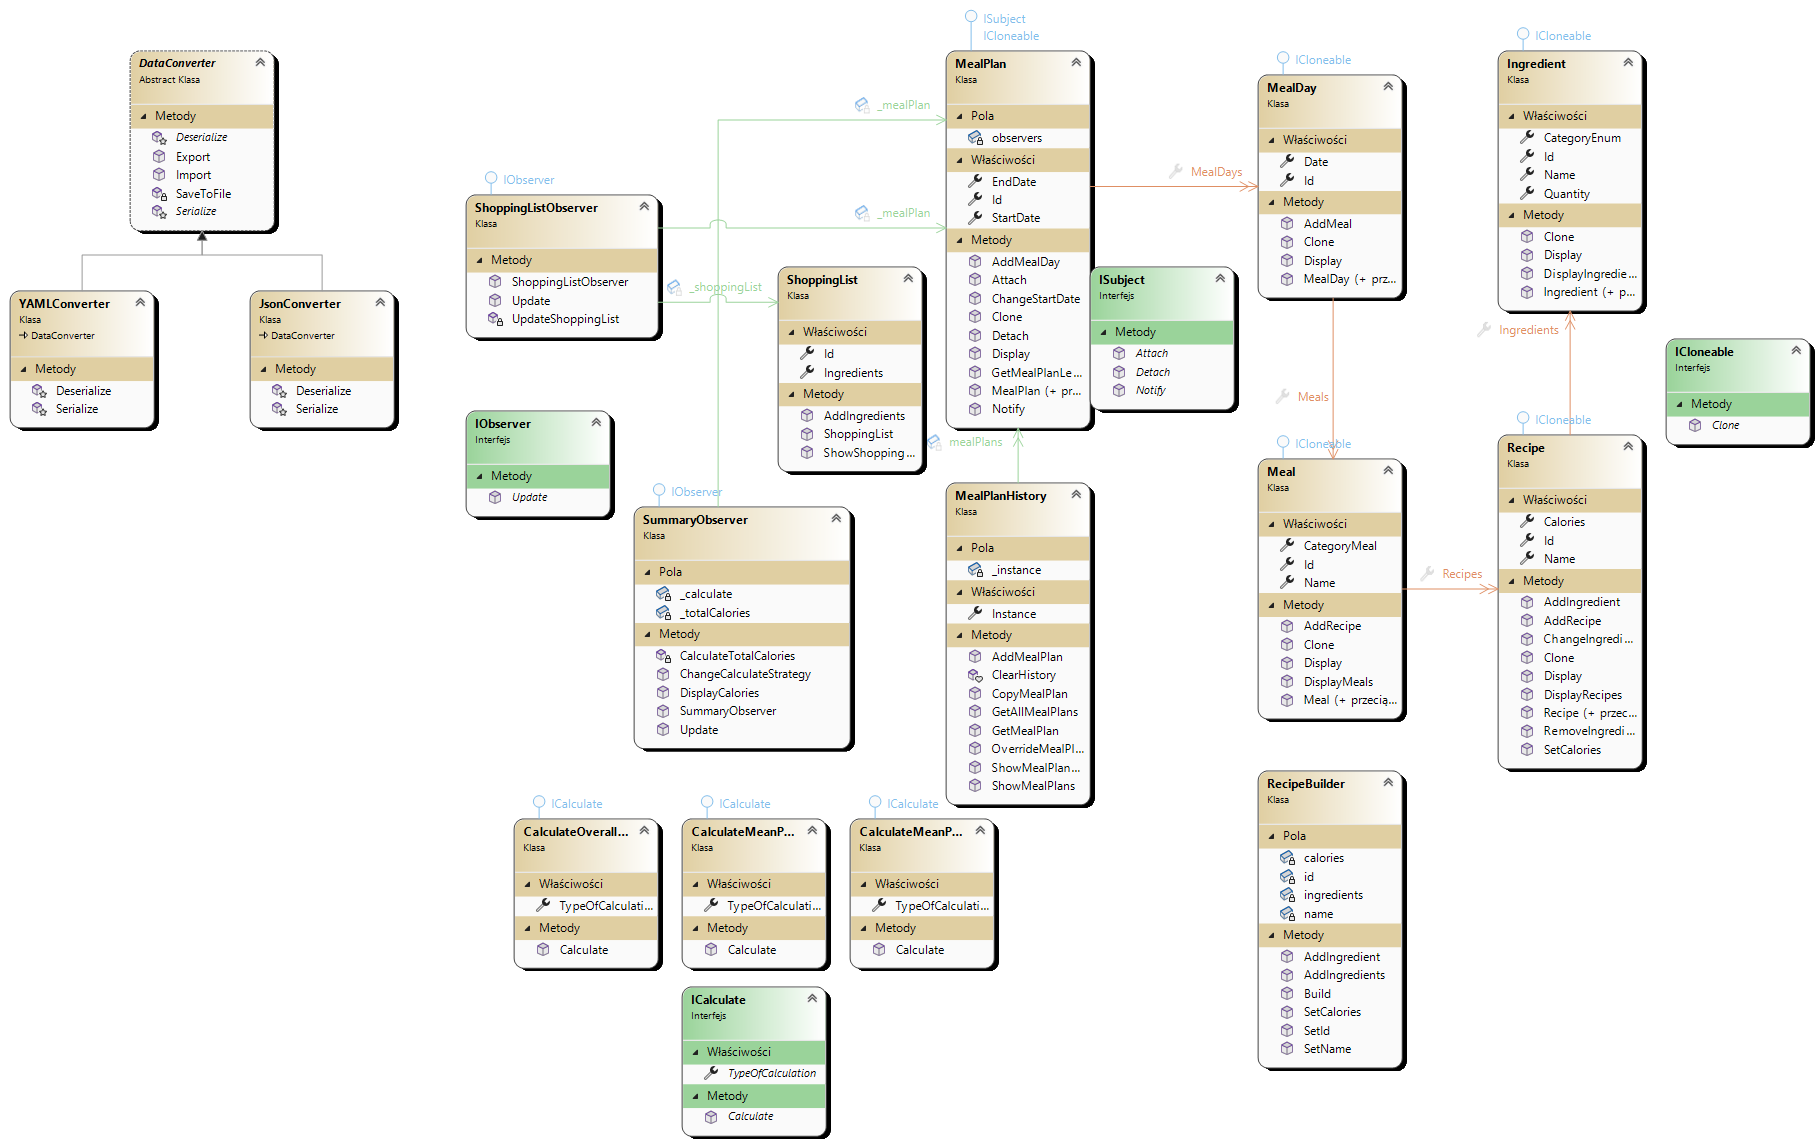 DataConverter
Abstract Klasa
Metody
Deserialize
Export
Import
SaveToFile
Serialize
YAMLConverter
Klasa
DataConverter
Metody
Deserialize
Serialize
JsonConverter
Klasa
DataConverter
Metody
Deserialize
Serialize
IObserver
ShoppingListObserver
Klasa
Metody
ShoppingListObserver
Update
UpdateShoppingList
_mealPlan
_mealPlan
_shoppingList
IObserver
Interfejs
Metody
Update
ShoppingList
Klasa
Właściwości
Id
Ingredients
Metody
AddIngredients
ShoppingList
ShowShopping ...
IObserver
SummaryObserver
Klasa
Pola
_calculate
_totalCalories
Metody
CalculateTotalCalories
ChangeCalculateStrategy
DisplayCalories
SummaryObserver
Update
ISubject
ICloneable
MealPlan
Klasa
Pola
observers
Właściwości
EndDate
Id
StartDate
Metody
AddMealDay
Attach
ChangeStartDate
Clone
Detach
Display
GetMealPlanLe...
MealPlan (+ pr...
Notify
mealPlans
MealPlanHistory
Klasa
Pola
_instance
Właściwości
Instance
Metody
AddMealPlan
ClearHistory
CopyMealPlan
GetAllMealPlans
GetMealPlan
OverrideMealPl...
ShowMealPlan...
ShowMealPlans
ISubject
Interfejs
Metody
Attach
Detach
Notify
MealDays
ICloneable
MealDay
Klasa
Właściwości
Date
Id
Metody
AddMeal
Clone
Display
MealDay (+ prz...
Meals
ICloneable
Meal
Klasa
Właściwości
CategoryMeal
Id
Name
Metody
AddRecipe
Clone
Display
DisplayMeals
Meal (+ przecią...
Recipes
ICloneable
Ingredient
Klasa
Właściwości
CategoryEnum
Id
Name
Quantity
Metody
Clone
Display
DisplayIngredie...
Ingredient (+ p...
Ingredients
ICloneable
Recipe
Klasa
Właściwości
Calories
Id
Name
Metody
AddIngredient
AddRecipe
ChangeIngredi...
Clone
Display
DisplayRecipes
Recipe (+ przec...
RemoveIngredi...
SetCalories
ICloneable
Interfejs
Metody
Clone
RecipeBuilder
Klasa
Pola
calories
id
ingredients
name
Metody
AddIngredient
AddIngredients
Build
SetCalories
SetId
SetName
ICalculate
CalculateOverall...
Klasa
Właściwości
TypeOfCalculati...
Metody
Calculate
ICalculate
CalculateMeanP...
Klasa
Właściwości
TypeOfCalculati...
Metody
Calculate
ICalculate
CalculateMeanP...
Klasa
Właściwości
TypeOfCalculati...
Metody
Calculate
ICalculate
Interfejs
Właściwości
TypeOfCalculation
Metody
Calculate